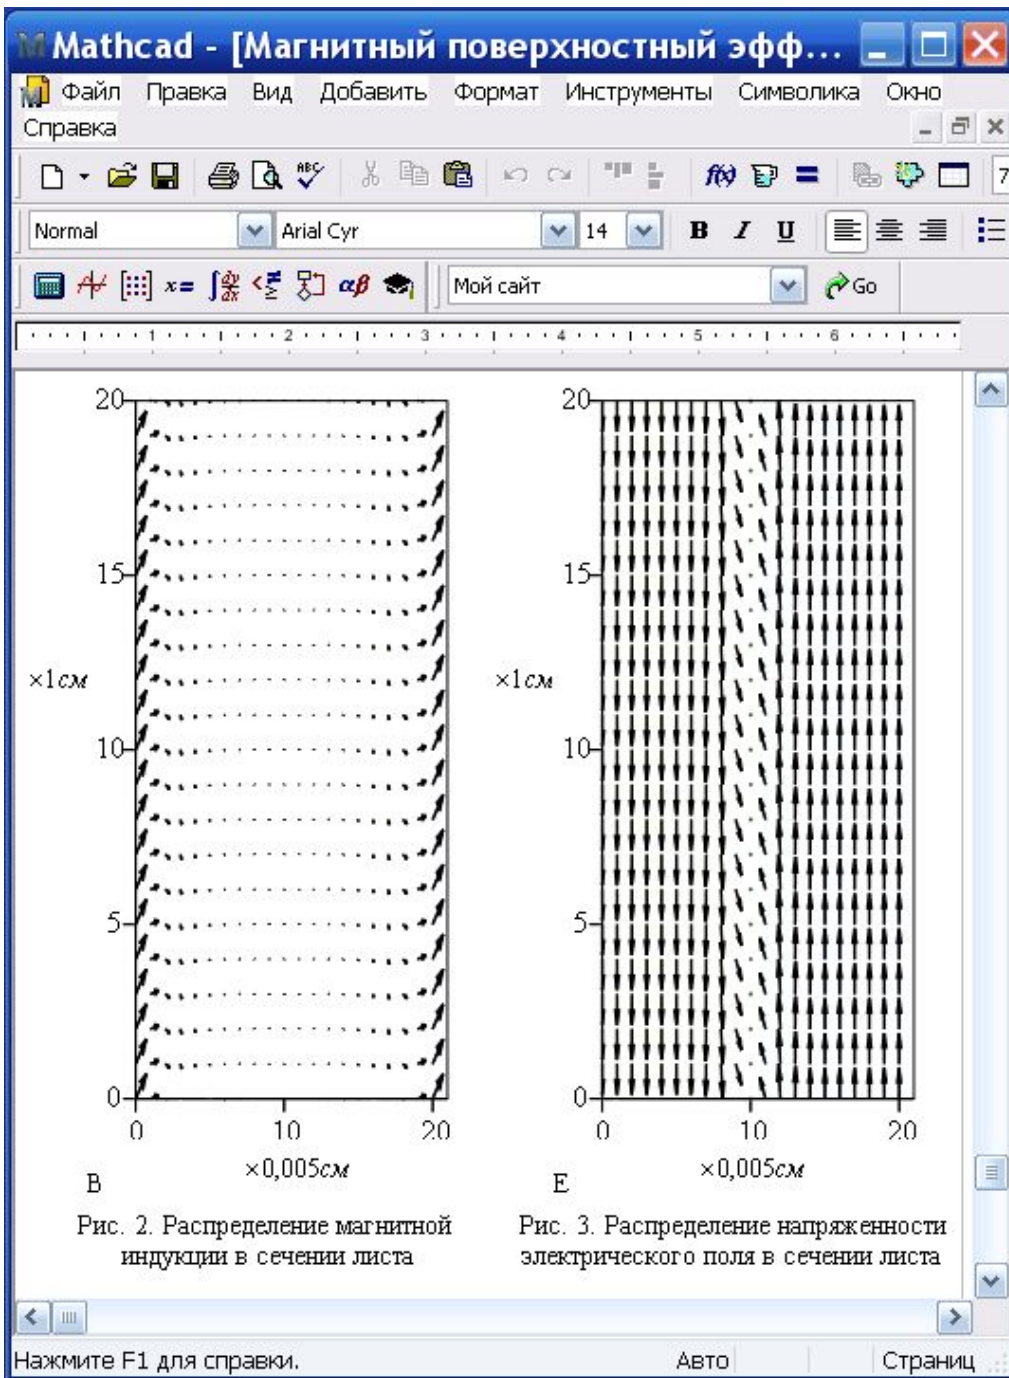 Mathcad - [Магнитный поверхностный эфф...
Файл Правка Вид Добавить Формат Инструменты Символика Окно
Справка
Normal Arial Cyr 14 B I U
Мой сайт Go
1 2 3 4 5 6
20
15
×1см
10
5
0
0 10 20
×0,005см
B
Рис. 2. Распределение магнитной
индукции в сечении листа
20
15
×1см
10
5
0
0 10 20
×0,005см
E
Рис. 3. Распределение напряженности
электрического поля в сечении листа
Нажмите F1 для справки. Авто Страниц